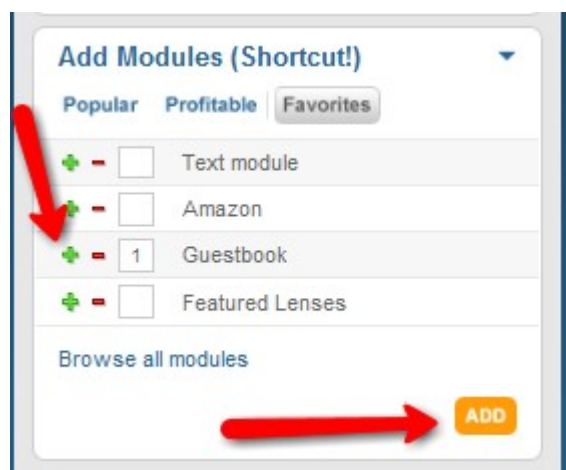 Add Modules (Shortcut!)
Popular Profitable Favorites
Text module
Amazon
1 Guestbook
Featured Lenses
Browse all modules
ADD